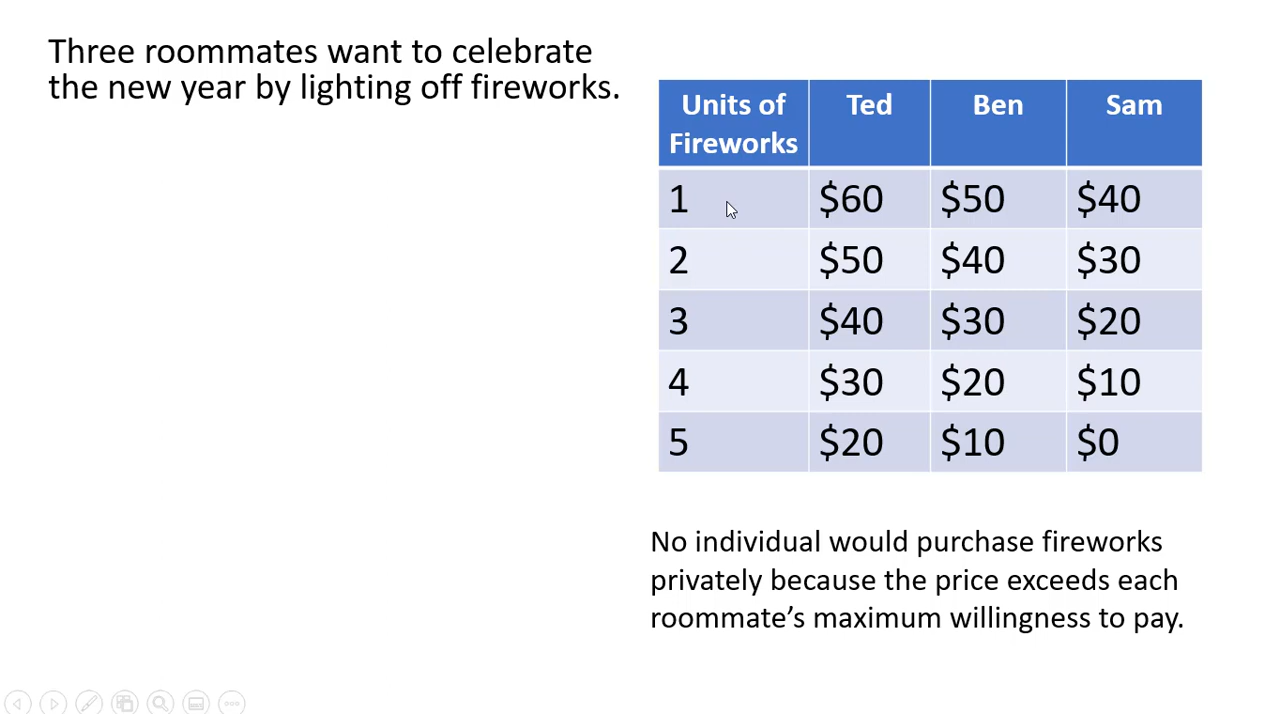 Three roommates want to celebrate
the new year by lighting off fireworks.
Units of Fireworks Ted Ben Sam
1 $60 $50 $40
2 $50 $40 $30
3 $40 $30 $20
4 $30 $20 $10
5 $20 $10 $0
No individual would purchase fireworks
privately because the price exceeds each
roommate’s maximum willingness to pay.